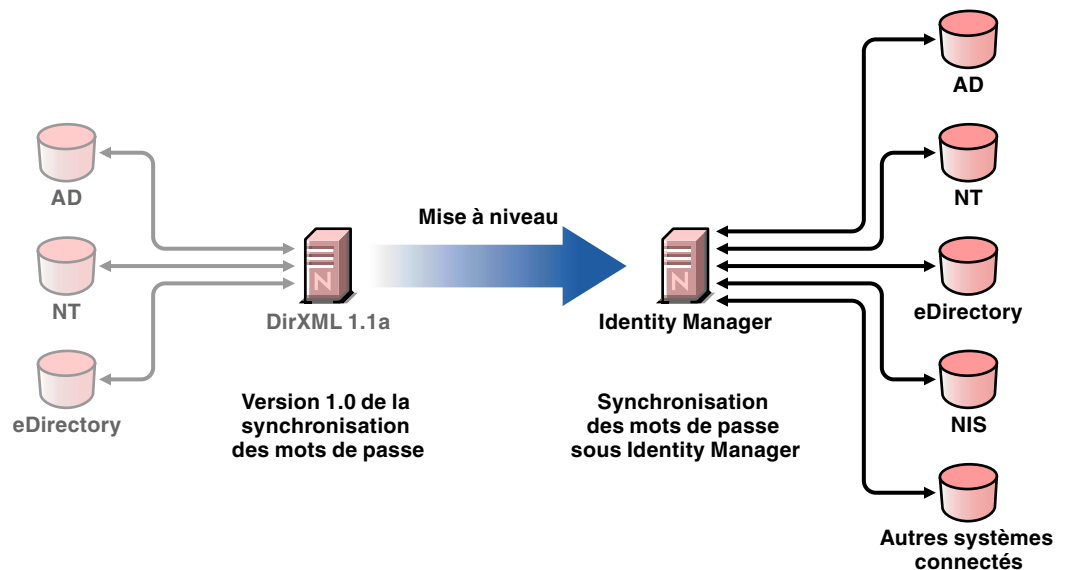 AD
NT
eDirectory
DirXML 1.1a
Version 1.0 de la
synchronisation
des mots de passe
Mise à niveau
Identity Manager
Synchronisation
des mots de passe
sous Identity Manager
AD
NT
eDirectory
NIS
Autres systèmes
connectés
N
N